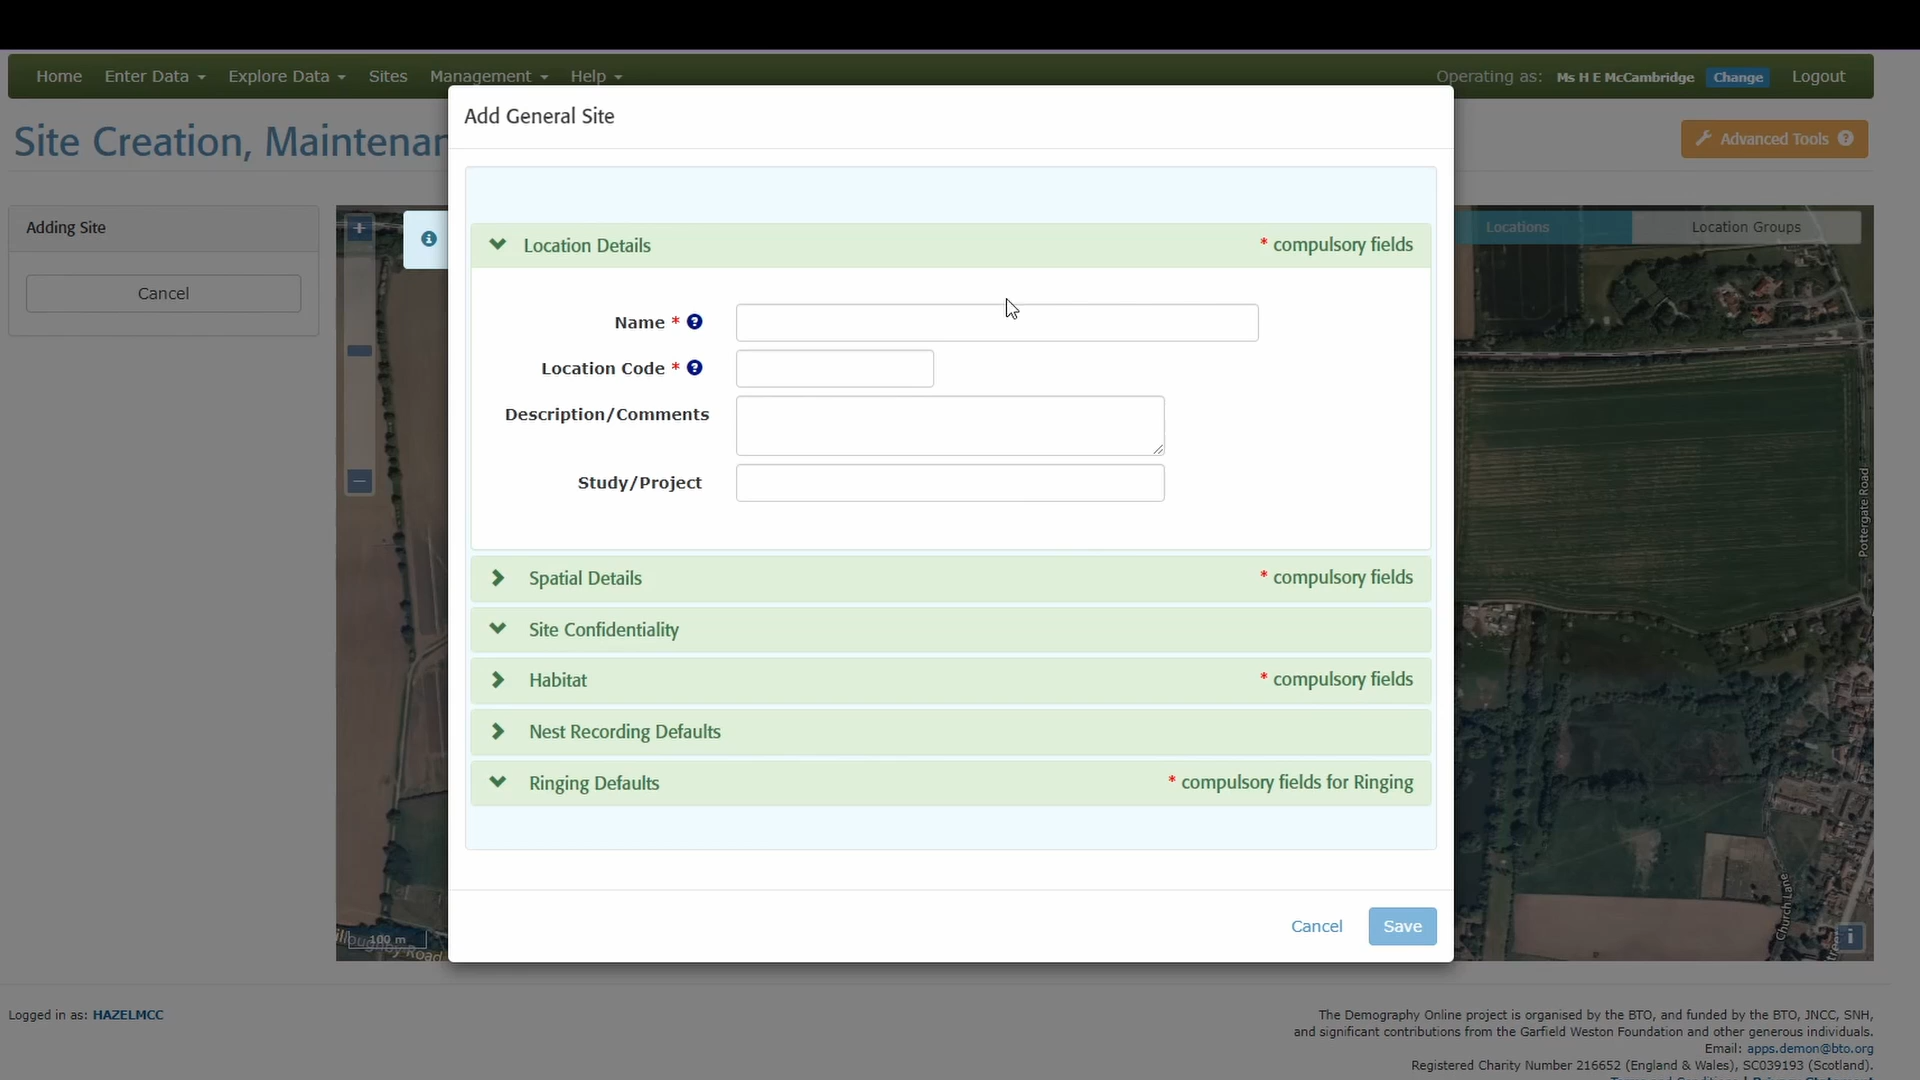 Home Enter Data Explore Data Sites Management Help Operating as: Ms H E McCambridge Change Logout
Site Creation, Maintenan
Advanced Tools ?
Add General Site
Adding Site
Cancel
+
−
Locations Location Groups
Location Details * compulsory fields
Name * ?
Location Code * ?
Description/Comments
Study/Project
Spatial Details * compulsory fields
Site Confidentiality
Habitat * compulsory fields
Nest Recording Defaults
Ringing Defaults * compulsory fields for Ringing
Cancel Save
Pottergate Road
Church Lane
100 m
Road
i
Logged in as: HAZELMCC
The Demography Online project is organised by the BTO, and funded by the BTO, JNCC, SNH,
and significant contributions from the Garfield Weston Foundation and other generous individuals.
Email: apps.demon@bto.org
Registered Charity Number 216652 (England & Wales), SC039193 (Scotland).